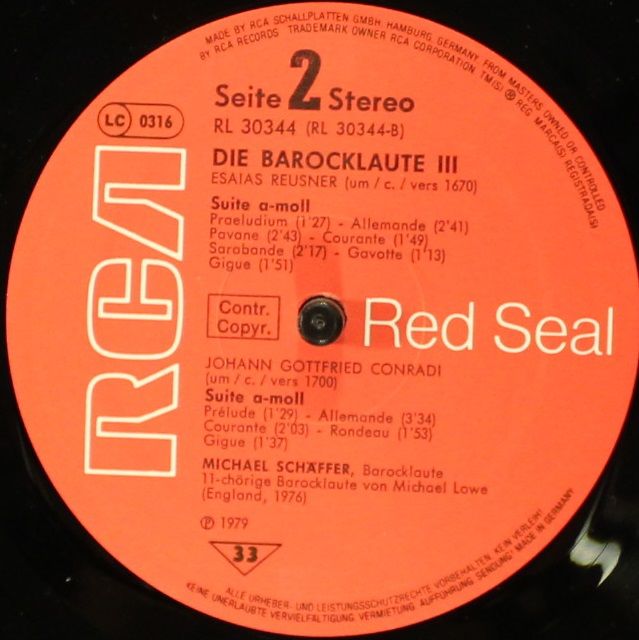 MADE BY RCA SCHALLPLATTEN GMBH HAMBURG, GERMANY, FROM MASTERS OWNED OR CONTROLLED
BY RCA RECORDS TRADEMARK OWNER RCA CORPORATION TM(S) ® REG. MARCA(S) REGISTRADA(S)
Seite 2 Stereo
LC 0316
RL 30344 (RL 30344-B)
DIE BAROCKLAUTE III
ESAIAS REUSNER (um / c. / vers 1670)
Suite a-moll
Praeludium (1'27) - Allemande (2'41)
Pavane (2'43) - Courante (1'49)
Sarabande (2'17) - Gavotte (1'13)
Gigue (1'51)
RCA
Contr.
Copyr.
Red Seal
JOHANN GOTTFRIED CONRADI
(um / c. / vers 1700)
Suite a-moll
Prélude (1'29) - Allemande (3'34)
Courante (2'03) - Rondeau (1'53)
Gigue (1'37)
MICHAEL SCHÄFFER, Barocklaute
11-chörige Barocklaute von Michael Lowe
(England, 1976)
℗ 1979
33
ALLE URHEBER- UND LEISTUNGSSCHUTZRECHTE VORBEHALTEN. KEIN VERLEIH!
KEINE UNERLAUBTE VERVIELFÄLTIGUNG, VERMIETUNG, AUFFÜHRUNG, SENDUNG! MADE IN GERMANY